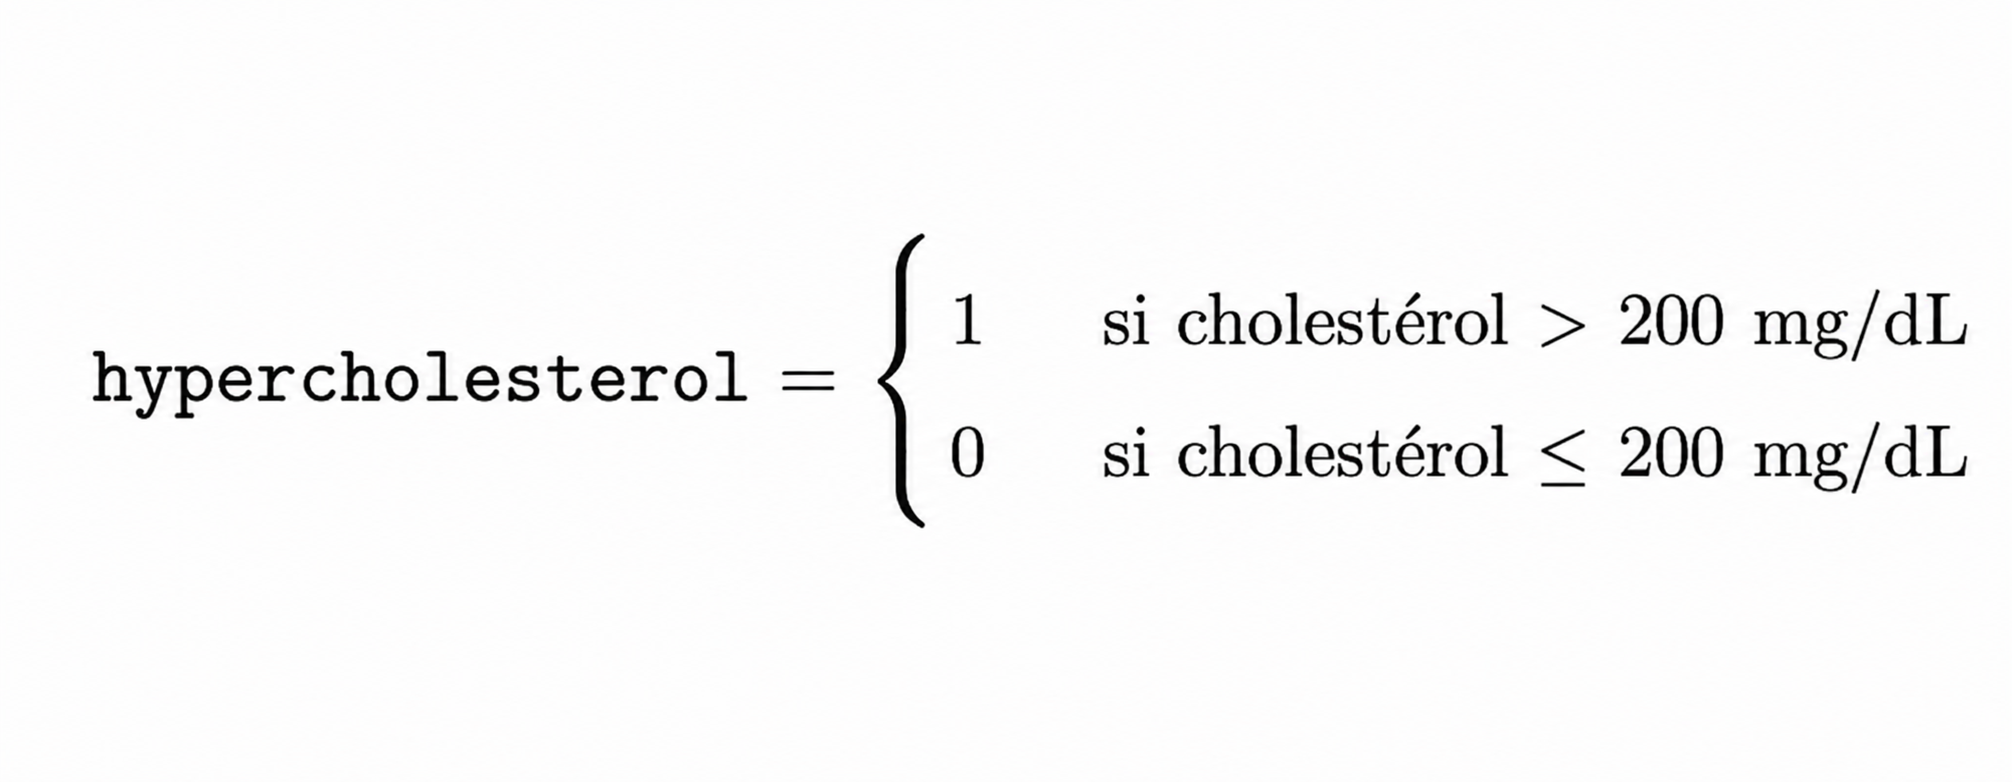 hypercholesterol = { 1 si cholestérol > 200 mg/dL
0 si cholestérol ≤ 200 mg/dL